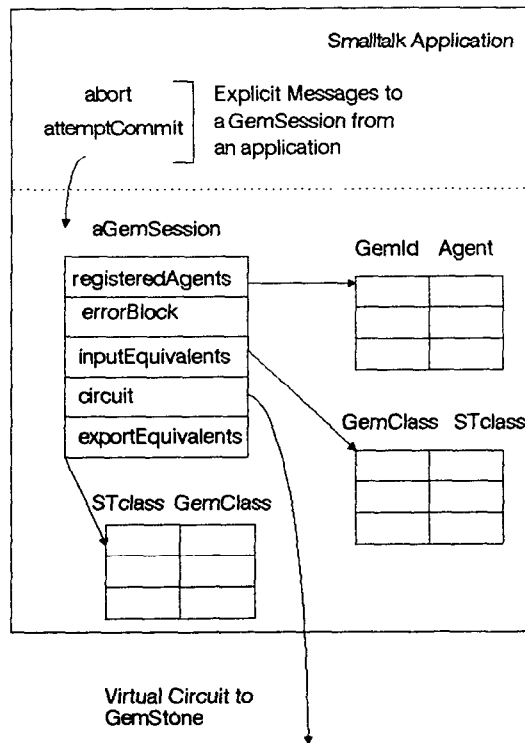 Smalltalk Application
abort
attemptCommit
Explicit Messages to
a GemSession from
an application
aGemSession
registeredAgents
errorBlock
inputEquivalents
circuit
exportEquivalents
GemId Agent
GemClass STclass
STclass GemClass
Virtual Circuit to
GemStone